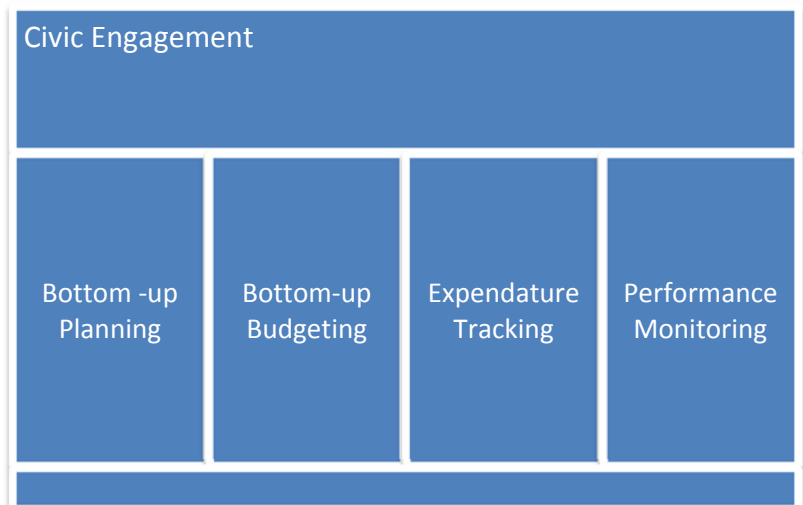 Civic Engagement
Bottom -up
Planning
Bottom-up
Budgeting
Expendature
Tracking
Performance
Monitoring